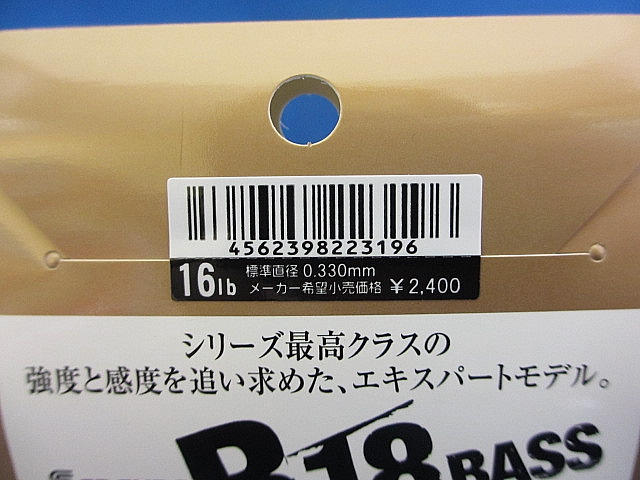 4562398223196
16lb
標準直径 0.330mm
メーカー希望小売価格 ¥2,400
シリーズ最高クラスの
強度と感度を追い求めた、エキスパートモデル。
R18 BASS